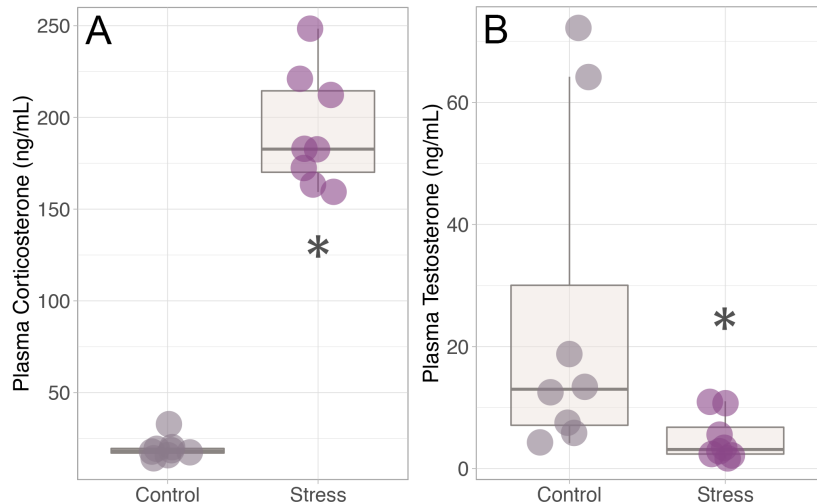 A
Plasma Corticosterone (ng/mL)
250
200
150
100
50
*
Control
Stress
B
Plasma Testosterone (ng/mL)
60
40
20
0
*
Control
Stress